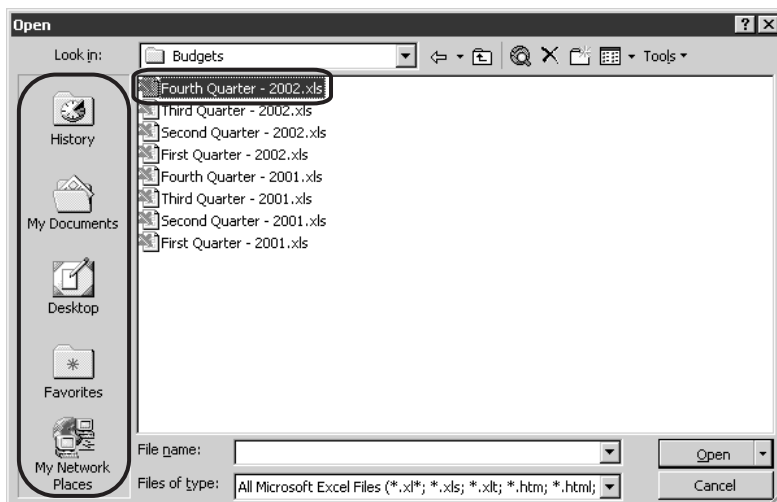 Open
Look in: Budgets Tools
Fourth Quarter - 2002.xls
Third Quarter - 2002.xls
Second Quarter - 2002.xls
First Quarter - 2002.xls
Fourth Quarter - 2001.xls
Third Quarter - 2001.xls
Second Quarter - 2001.xls
First Quarter - 2001.xls
History
My Documents
Desktop
Favorites
My Network
Places
File name: Open
Files of type: All Microsoft Excel Files (*.xl*; *.xls; *.xlt; *.htm; *.html; Cancel